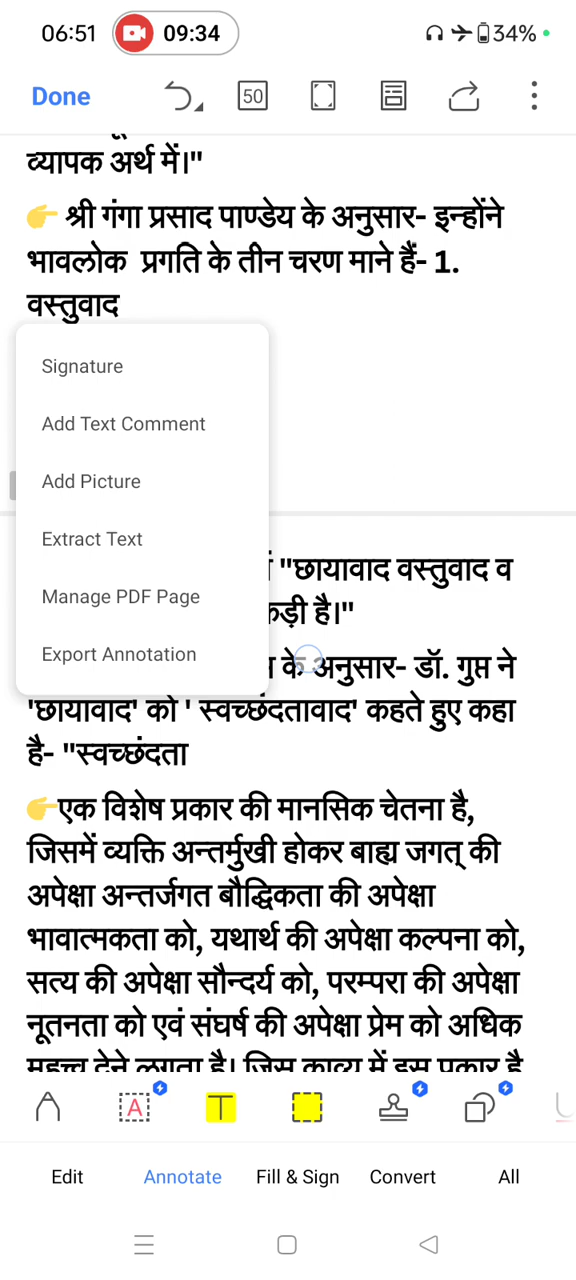 06:51
09:34
34%
Done
50
व्यापक अर्थ में।"
👉 श्री गंगा प्रसाद पाण्डेय के अनुसार- इन्होंने
भावलोक प्रगति के तीन चरण माने हैं- 1.
वस्तुवाद
Signature
Add Text Comment
Add Picture
Extract Text
Manage PDF Page
Export Annotation
"छायावाद वस्तुवाद व
है।"
के अनुसार- डॉ. गुप्त ने
'छायावाद' को ' स्वच्छंदतावाद' कहते हुए कहा
है- "स्वच्छंदता
👉एक विशेष प्रकार की मानसिक चेतना है,
जिसमें व्यक्ति अन्तर्मुखी होकर बाह्य जगत् की
अपेक्षा अन्तर्जगत बौद्धिकता की अपेक्षा
भावात्मकता को, यथार्थ की अपेक्षा कल्पना को,
सत्य की अपेक्षा सौन्दर्य को, परम्परा की अपेक्षा
नूतनता को एवं संघर्ष की अपेक्षा प्रेम को अधिक
महत्त्व देने लगता है। जिस काव्य में इस प्रकार है
A
T
Edit
Annotate
Fill & Sign
Convert
All